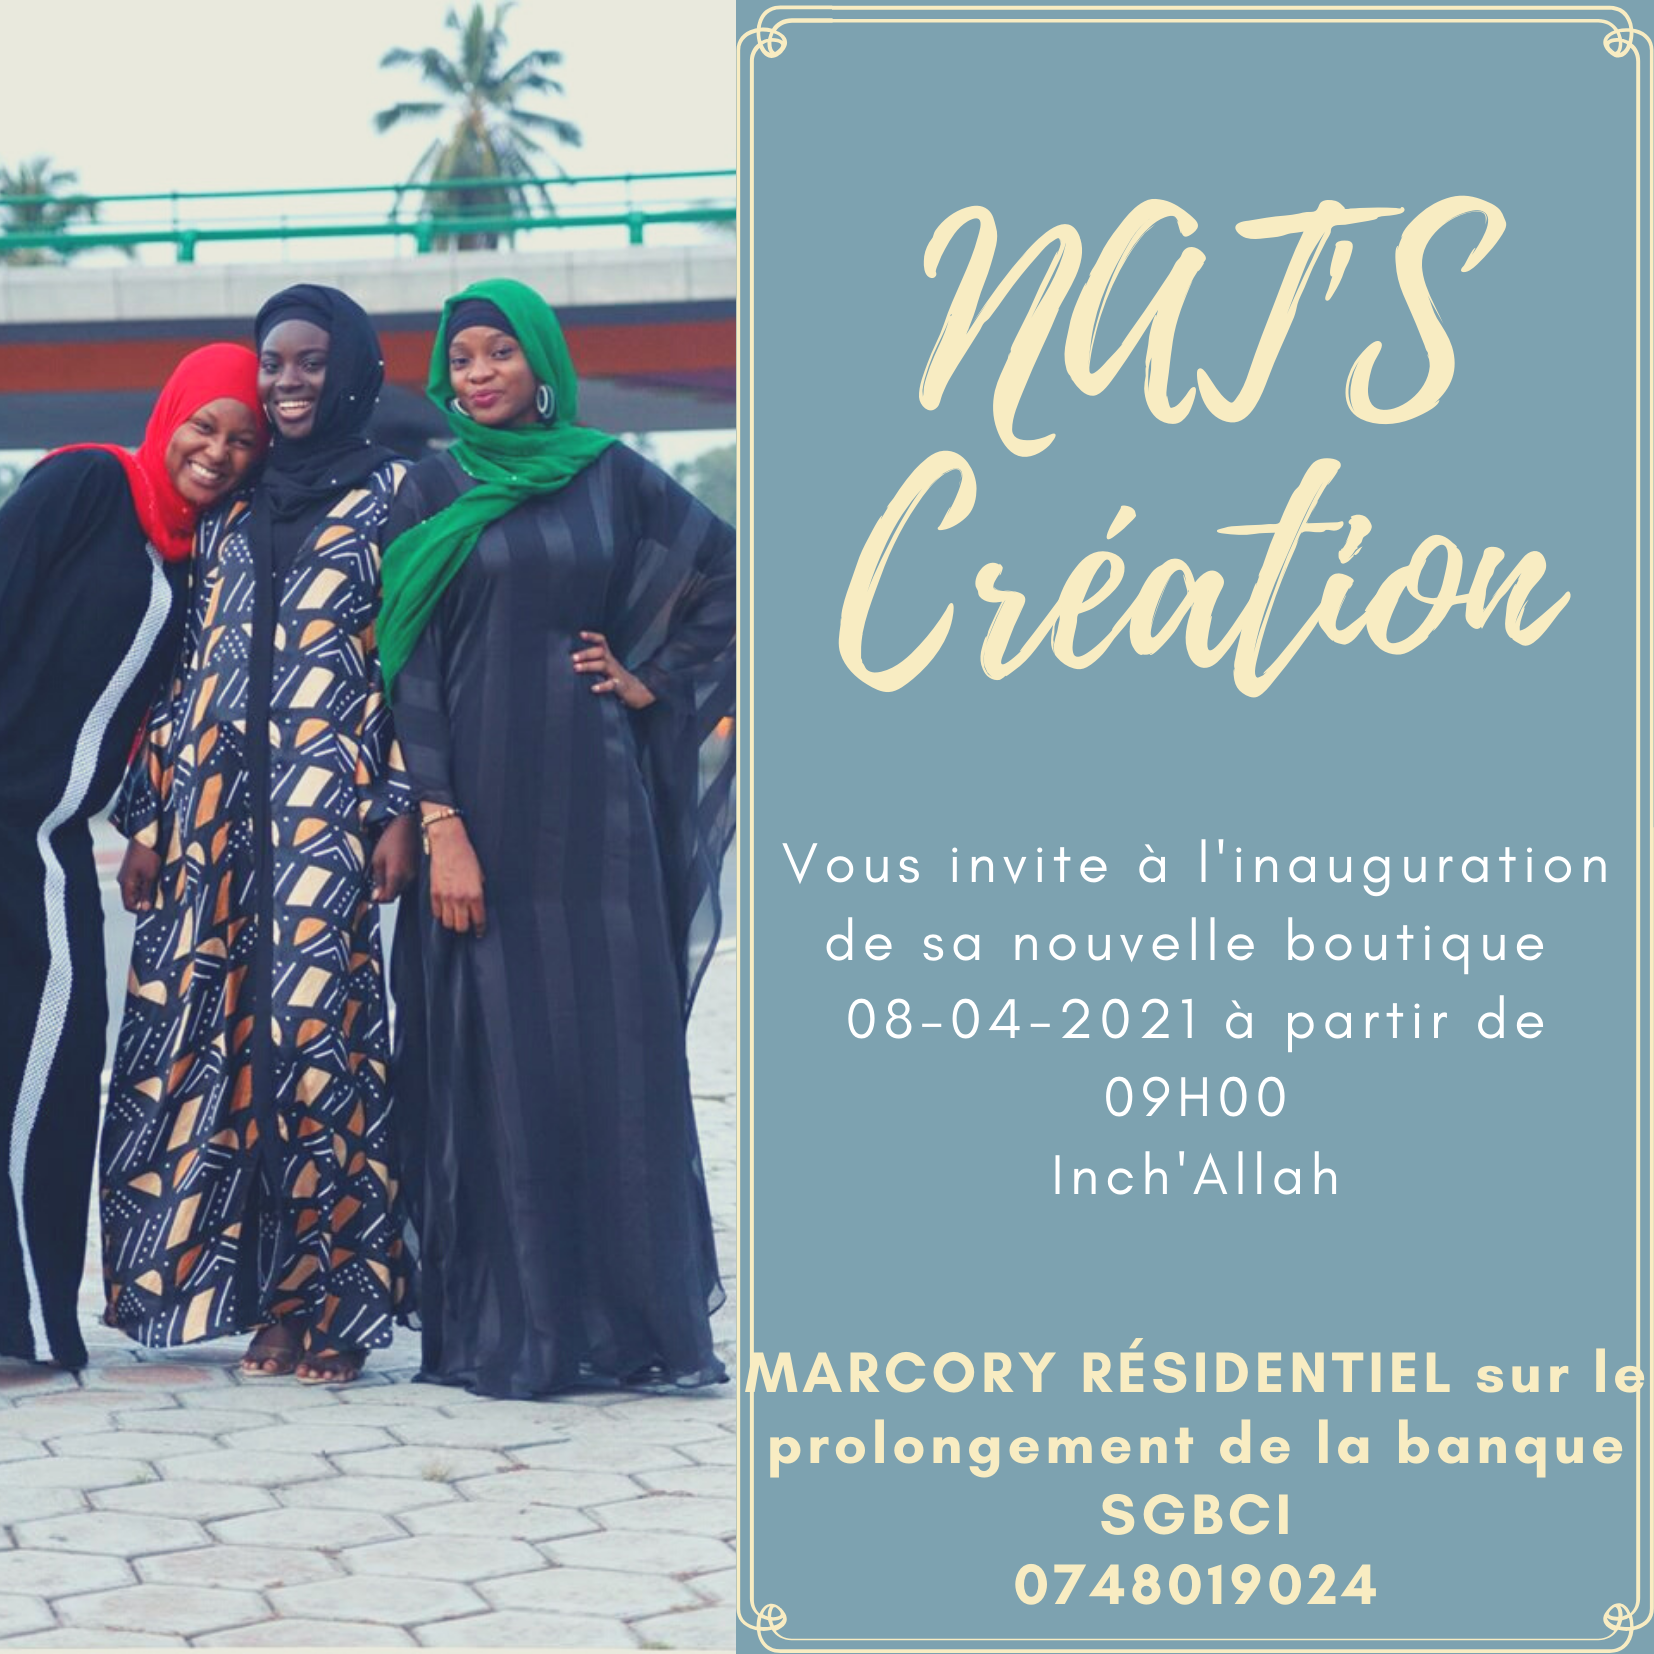 NAT'S
Création
Vous invite à l'inauguration
de sa nouvelle boutique
08-04-2021 à partir de
09H00
Inch'Allah
MARCORY RÉSIDENTIEL sur le
prolongement de la banque
SGBCI
0748019024